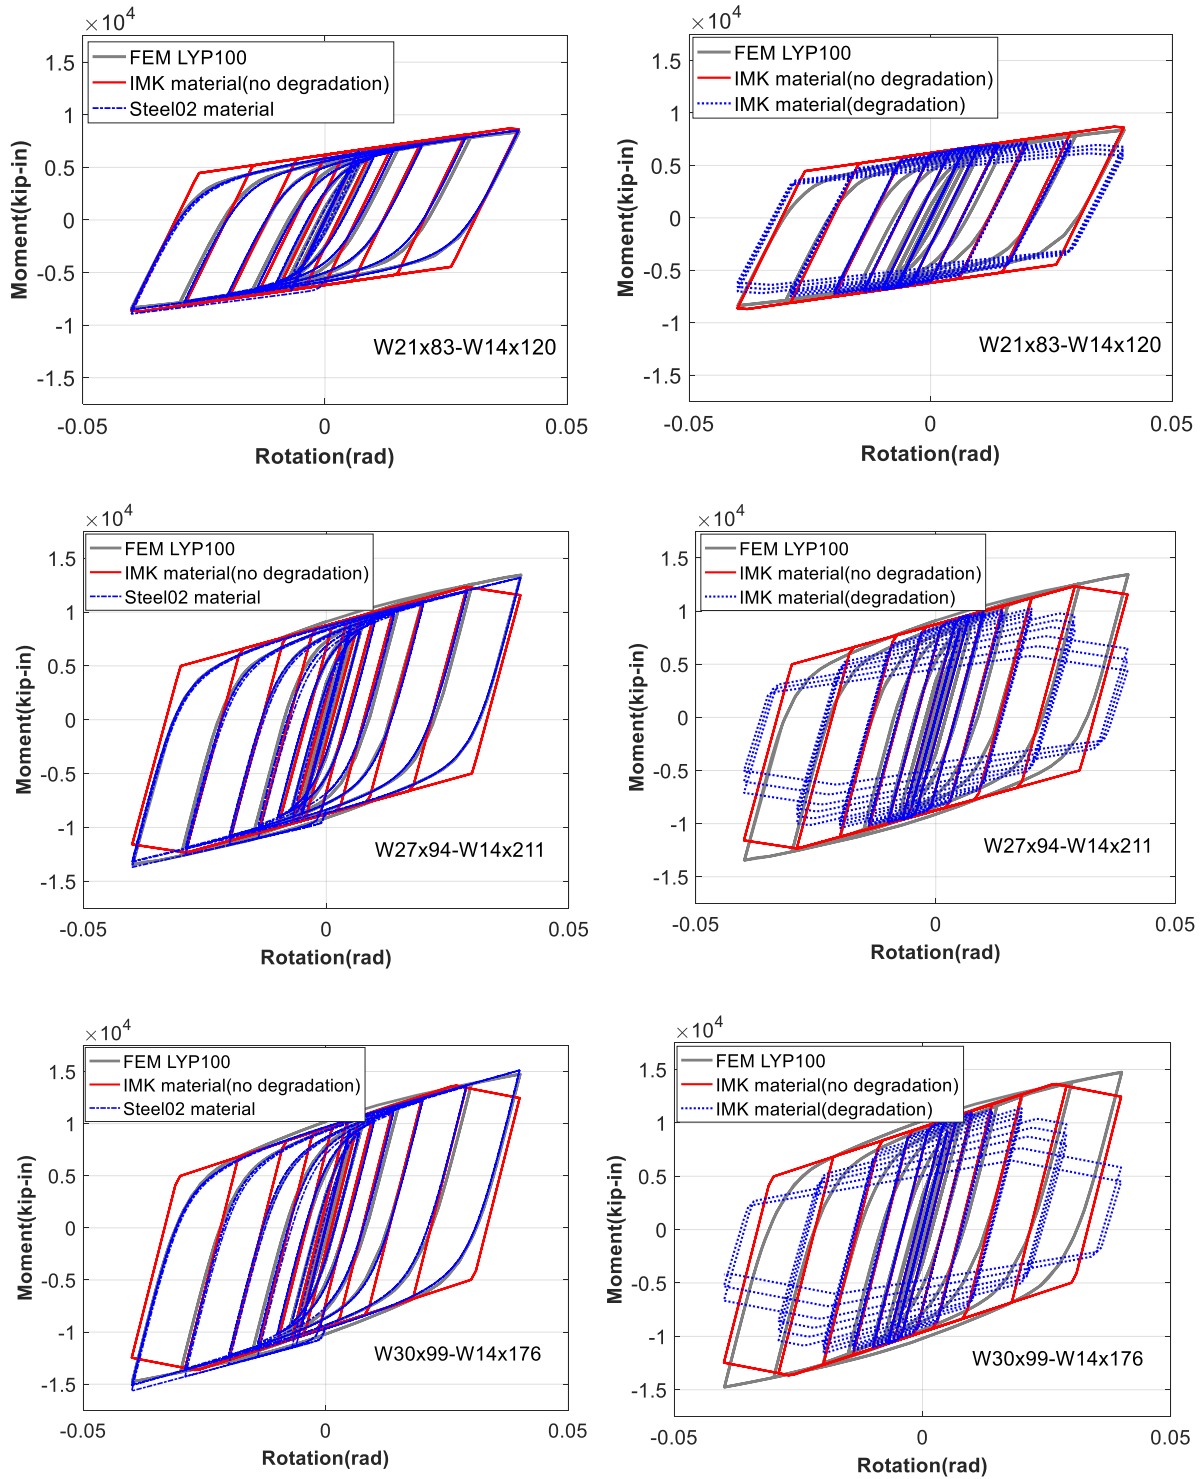 ×10⁴
FEM LYP100
IMK material(no degradation)
Steel02 material
1.5
1
0.5
0
-0.5
-1
-1.5
Moment(kip-in)
W21x83-W14x120
-0.05
0
0.05
Rotation(rad)
×10⁴
FEM LYP100
IMK material(no degradation)
IMK material(degradation)
1.5
1
0.5
0
-0.5
-1
-1.5
Moment(kip-in)
W21x83-W14x120
-0.05
0
0.05
Rotation(rad)
×10⁴
FEM LYP100
IMK material(no degradation)
Steel02 material
1.5
1
0.5
0
-0.5
-1
-1.5
Moment(kip-in)
W27x94-W14x211
-0.05
0
0.05
Rotation(rad)
×10⁴
FEM LYP100
IMK material(no degradation)
IMK material(degradation)
1.5
1
0.5
0
-0.5
-1
-1.5
Moment(kip-in)
W27x94-W14x211
-0.05
0
0.05
Rotation(rad)
×10⁴
FEM LYP100
IMK material(no degradation)
Steel02 material
1.5
1
0.5
0
-0.5
-1
-1.5
Moment(kip-in)
W30x99-W14x176
-0.05
0
0.05
Rotation(rad)
×10⁴
FEM LYP100
IMK material(no degradation)
IMK material(degradation)
1.5
1
0.5
0
-0.5
-1
-1.5
Moment(kip-in)
W30x99-W14x176
-0.05
0
0.05
Rotation(rad)